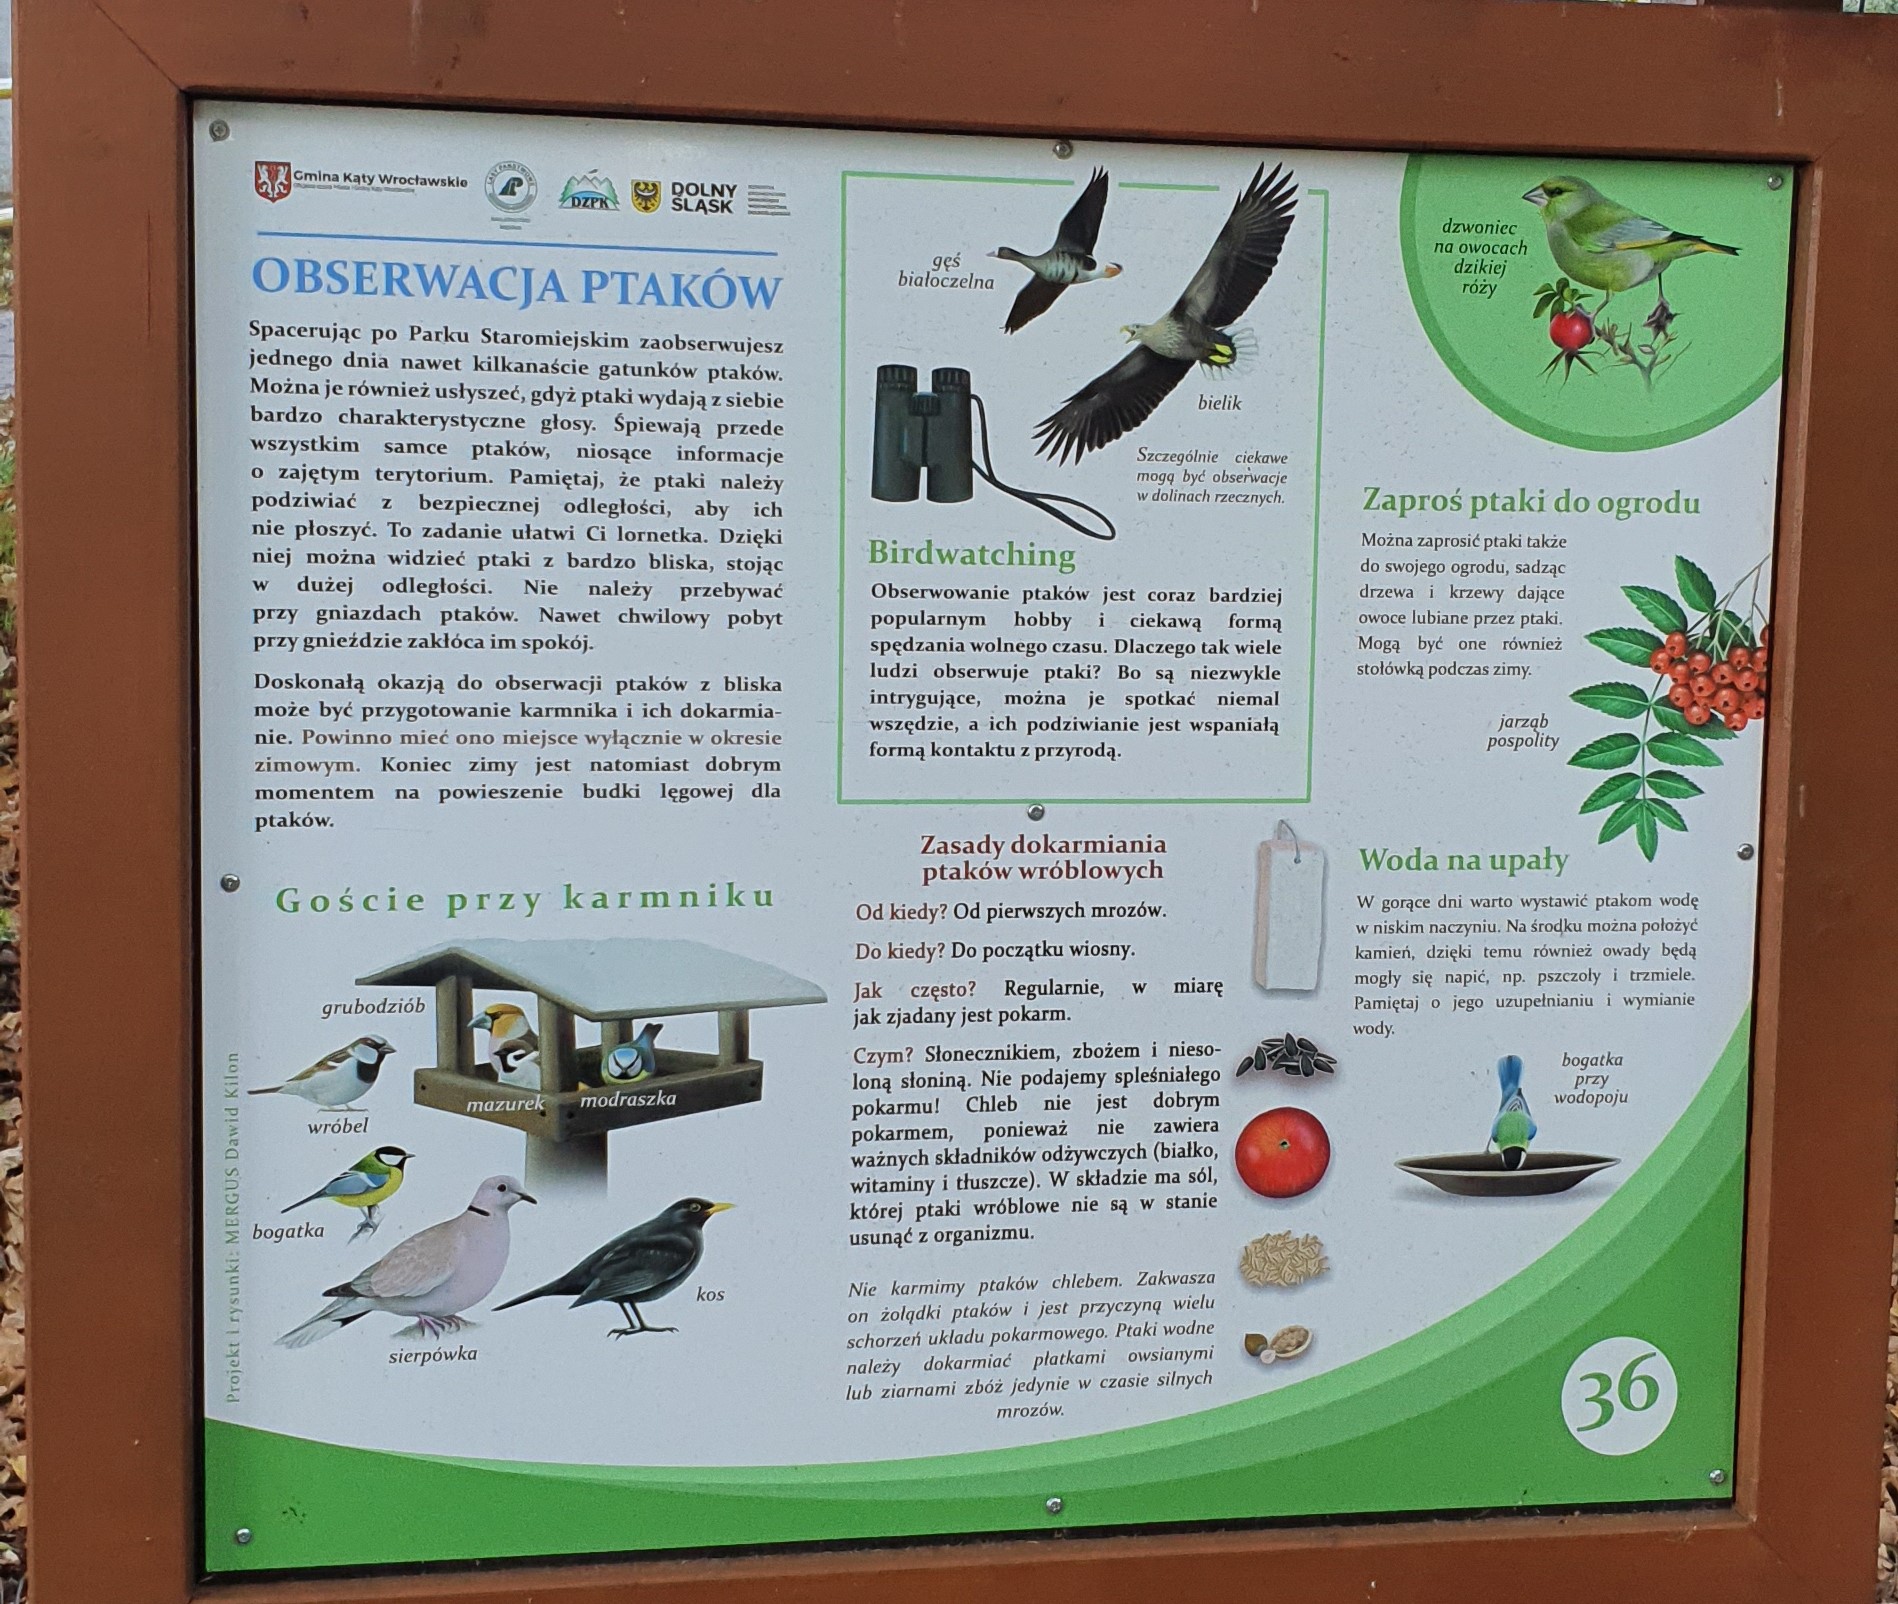 Gmina Kąty Wrocławskie
LASY PAŃSTWOWE
DZPK
DOLNY
ŚLĄSK
OBSERWACJA PTAKÓW
Spacerując po Parku Staromiejskim zaobserwujesz
jednego dnia nawet kilkanaście gatunków ptaków.
Można je również usłyszeć, gdyż ptaki wydają z siebie
bardzo charakterystyczne głosy. Śpiewają przede
wszystkim samce ptaków, niosące informacje
o zajętym terytorium. Pamiętaj, że ptaki należy
podziwiać z bezpiecznej odległości, aby ich
nie płoszyć. To zadanie ułatwi Ci lornetka. Dzięki
niej można widzieć ptaki z bardzo bliska, stojąc
w dużej odległości. Nie należy przebywać
przy gniazdach ptaków. Nawet chwilowy pobyt
przy gnieździe zakłóca im spokój.
Doskonałą okazją do obserwacji ptaków z bliska
może być przygotowanie karmnika i ich dokarmia-
nie. Powinno mieć ono miejsce wyłącznie w okresie
zimowym. Koniec zimy jest natomiast dobrym
momentem na powieszenie budki lęgowej dla
ptaków.
Goście przy karmniku
grubodziób
mazurek
modraszka
wróbel
bogatka
sierpówka
kos
Projekt i rysunki: MERGUS Dawid Kilon
gęś
białoczelna
bielik
Szczególnie ciekawe
mogą być obserwacje
w dolinach rzecznych.
Birdwatching
Obserwowanie ptaków jest coraz bardziej
popularnym hobby i ciekawą formą
spędzania wolnego czasu. Dlaczego tak wiele
ludzi obserwuje ptaki? Bo są niezwykle
intrygujące, można je spotkać niemal
wszędzie, a ich podziwianie jest wspaniałą
formą kontaktu z przyrodą.
Zasady dokarmiania
ptaków wróblowych
Od kiedy? Od pierwszych mrozów.
Do kiedy? Do początku wiosny.
Jak często? Regularnie, w miarę
jak zjadany jest pokarm.
Czym? Słonecznikiem, zbożem i nieso-
loną słoniną. Nie podajemy spleśniałego
pokarmu! Chleb nie jest dobrym
pokarmem, ponieważ nie zawiera
ważnych składników odżywczych (białko,
witaminy i tłuszcze). W składzie ma sól,
której ptaki wróblowe nie są w stanie
usunąć z organizmu.
Nie karmimy ptaków chlebem. Zakwasza
on żołądki ptaków i jest przyczyną wielu
schorzeń układu pokarmowego. Ptaki wodne
należy dokarmiać płatkami owsianymi
lub ziarnami zbóż jedynie w czasie silnych
mrozów.
dzwoniec
na owocach
dzikiej
róży
Zaproś ptaki do ogrodu
Można zaprosić ptaki także
do swojego ogrodu, sadząc
drzewa i krzewy dające
owoce lubiane przez ptaki.
Mogą być one również
stołówką podczas zimy.
jarząb
pospolity
Woda na upały
W gorące dni warto wystawić ptakom wodę
w niskim naczyniu. Na środku można położyć
kamień, dzięki temu również owady będą
mogły się napić, np. pszczoły i trzmiele.
Pamiętaj o jego uzupełnianiu i wymianie
wody.
bogatka
przy
wodopoju
36